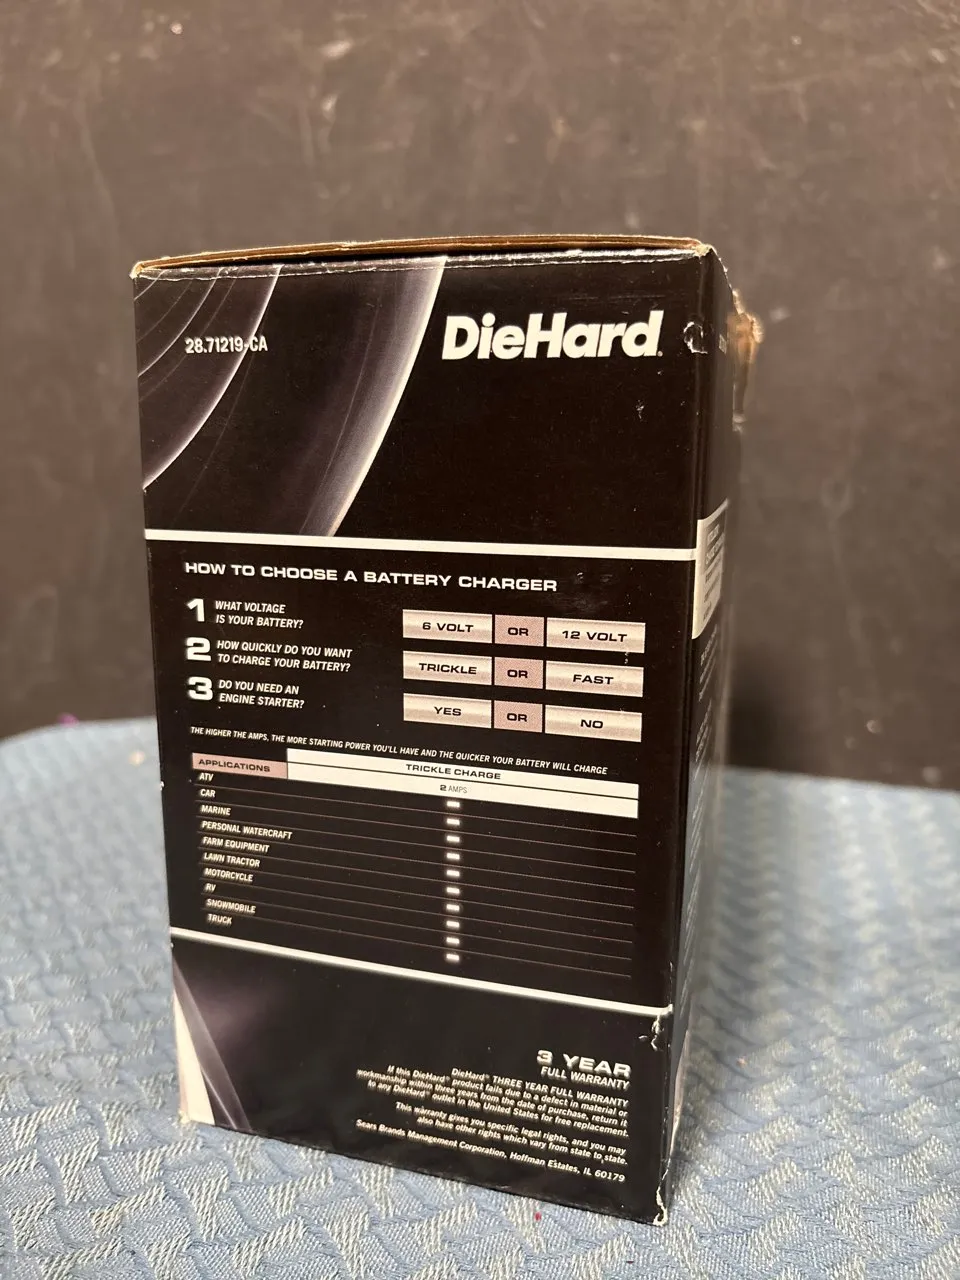 28.71219-CA
DieHard
HOW TO CHOOSE A BATTERY CHARGER
1 WHAT VOLTAGE
IS YOUR BATTERY?
6 VOLT OR 12 VOLT
2 HOW QUICKLY DO YOU WANT
TO CHARGE YOUR BATTERY?
TRICKLE OR FAST
3 DO YOU NEED AN
ENGINE STARTER?
YES OR NO
THE HIGHER THE AMPS, THE MORE STARTING POWER YOU'LL HAVE AND THE QUICKER YOUR BATTERY WILL CHARGE
APPLICATIONS TRICKLE CHARGE
2 AMPS
ATV
CAR
MARINE
PERSONAL WATERCRAFT
FARM EQUIPMENT
LAWN TRACTOR
MOTORCYCLE
RV
SNOWMOBILE
TRUCK
3 YEAR
FULL WARRANTY
DieHard® THREE YEAR FULL WARRANTY
If this DieHard® product fails due to a defect in material or
workmanship within three years from the date of purchase, return it
to any DieHard® outlet in the United States for free replacement.
This warranty gives you specific legal rights, and you may
also have other rights which vary from state to state.
Sears Brands Management Corporation, Hoffman Estates, IL 60179